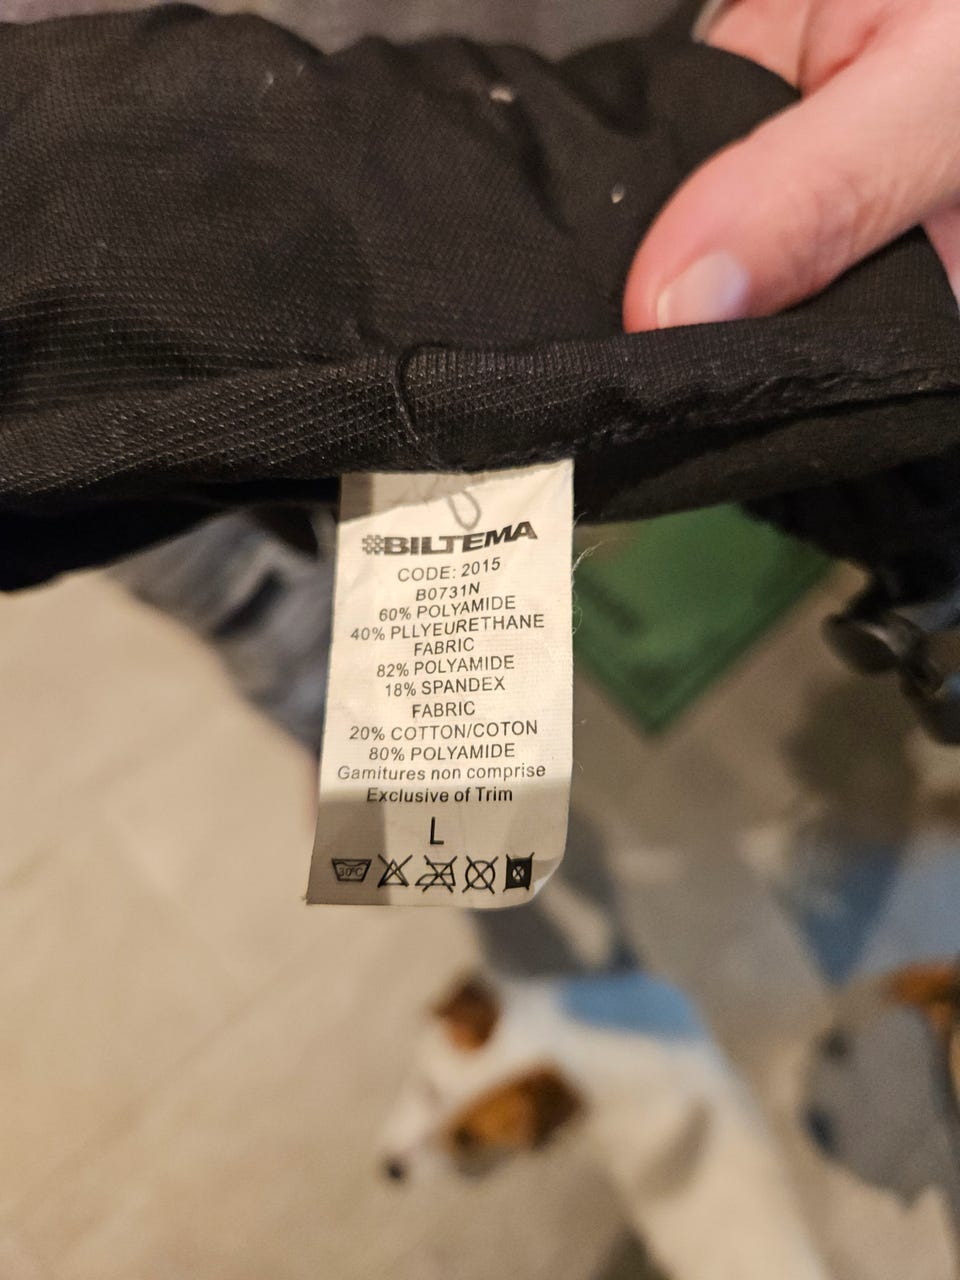 BILTEMA
CODE: 2015
B0731N
60% POLYAMIDE
40% PLLYEURETHANE
FABRIC
82% POLYAMIDE
18% SPANDEX
FABRIC
20% COTTON/COTON
80% POLYAMIDE
Gamitures non comprise
Exclusive of Trim
L
30°C